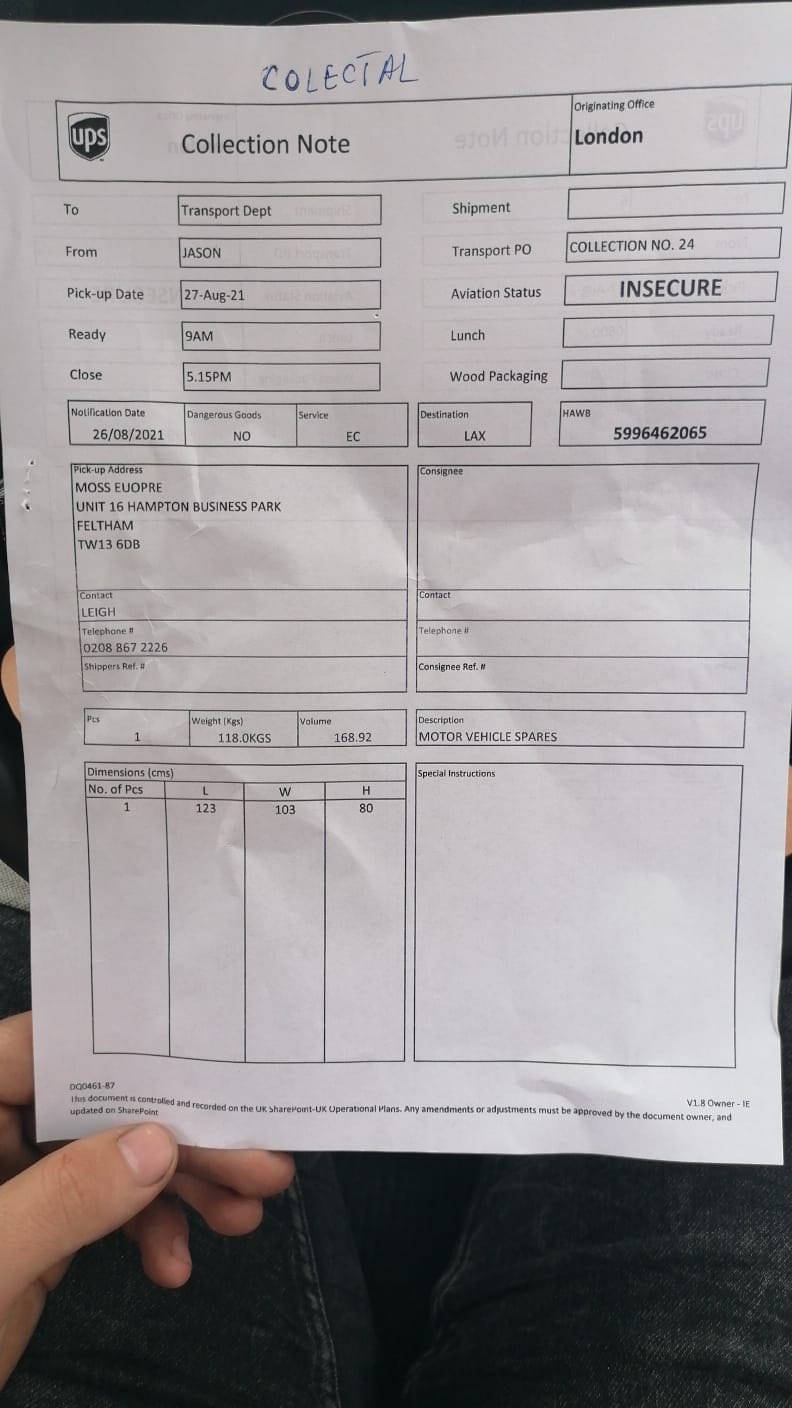 COLECTAL
ups
Collection Note
Originating Office
London
To Transport Dept Shipment
From JASON Transport PO COLLECTION NO. 24
Pick-up Date 27-Aug-21 Aviation Status INSECURE
Ready 9AM Lunch
Close 5.15PM Wood Packaging
Notification Date Dangerous Goods Service Destination HAWB
26/08/2021 NO EC LAX 5996462065
Pick-up Address
MOSS EUOPRE
UNIT 16 HAMPTON BUSINESS PARK
FELTHAM
TW13 6DB
Contact
LEIGH
Telephone #
0208 867 2226
Shippers Ref. #
Consignee
Contact
Telephone #
Consignee Ref. #
Pcs Weight (Kgs) Volume Description
1 118.0KGS 168.92 MOTOR VEHICLE SPARES
Dimensions (cms)
No. of Pcs L W H
1 123 103 80
Special Instructions
DQ0461-87
V1.8 Owner - IE
This document is controlled and recorded on the UK SharePoint-UK Operational Plans. Any amendments or adjustments must be approved by the document owner, and
updated on SharePoint